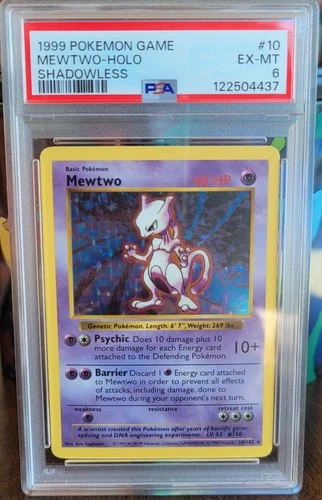 1999 POKEMON GAME #10
MEWTWO-HOLO EX-MT
SHADOWLESS 6
PSA 122504437
Basic Pokémon
Mewtwo 60 HP
Genetic Pokémon. Length: 6' 7", Weight: 269 lbs
Psychic Does 10 damage plus 10
more damage for each Energy card
attached to the Defending Pokémon.
10+
Barrier Discard 1 Energy card attached
to Mewtwo in order to prevent all effects of
attacks, including damage, done to
Mewtwo during your opponent's next turn.
weakness resistance retreat cost
A scientist created this Pokémon after years of horrific gene-
splicing and DNA engineering experiments. LV. 53 #150
Illus. Ken Sugimori
10/102